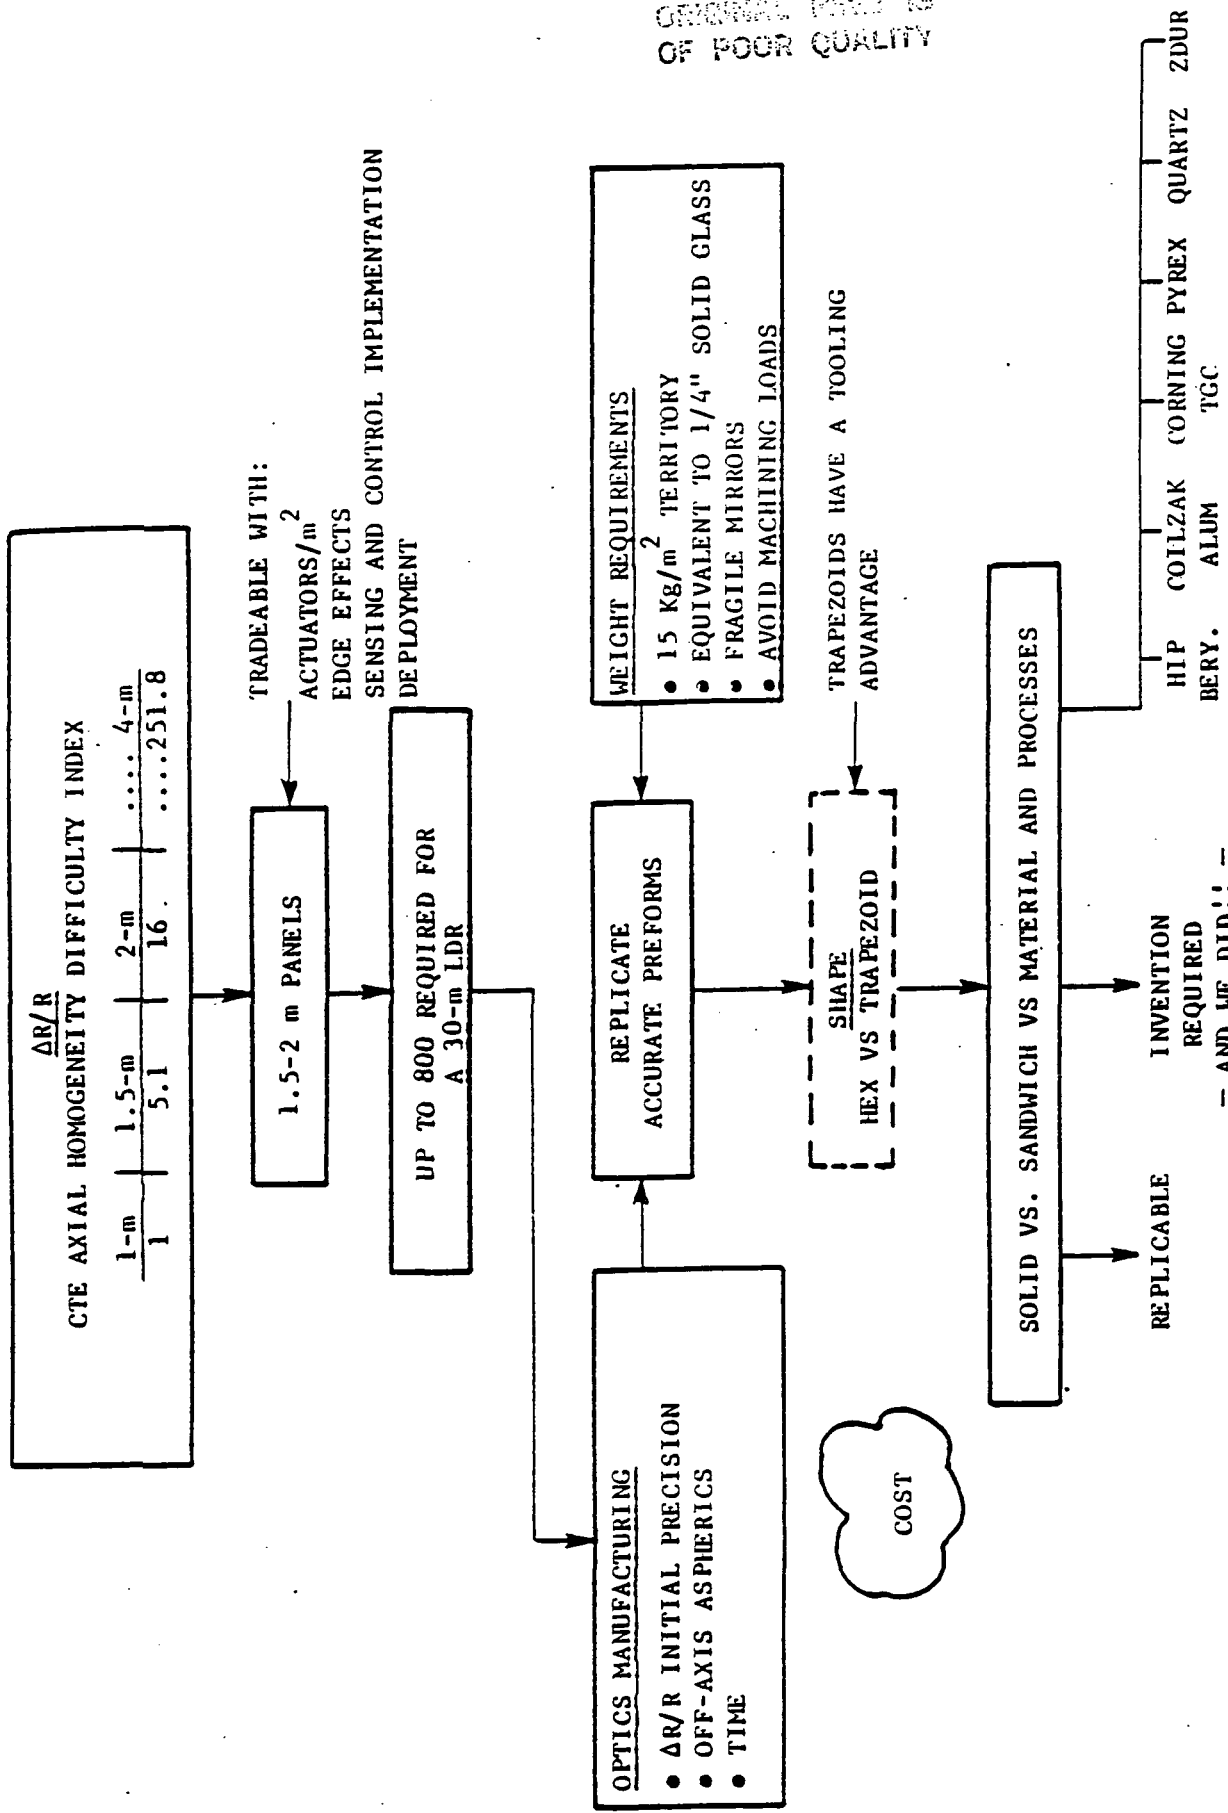 OF POOR QUALITY
ΔR/R
CTE AXIAL HOMOGENEITY DIFFICULTY INDEX
1-m | 1.5-m | 2-m | .... 4-m
1 | 5.1 | 16. | ....251.8
1.5-2 m PANELS
TRADEABLE WITH:
ACTUATORS/m²
EDGE EFFECTS
SENSING AND CONTROL IMPLEMENTATION
DEPLOYMENT
UP TO 800 REQUIRED FOR
A 30-m LDR
OPTICS MANUFACTURING
• ΔR/R INITIAL PRECISION
• OFF-AXIS ASPHERICS
• TIME
REPLICATE
ACCURATE PREFORMS
WEIGHT REQUIREMENTS
• 15 Kg/m² TERRITORY
• EQUIVALENT TO 1/4" SOLID GLASS
• FRAGILE MIRRORS
• AVOID MACHINING LOADS
COST
SHAPE
HEX VS TRAPEZOID
TRAPEZOIDS HAVE A TOOLING
ADVANTAGE
SOLID VS. SANDWICH VS MATERIAL AND PROCESSES
REPLICABLE
INVENTION
REQUIRED
— AND WE DID!! —
HIP
BERY.
COILZAK
ALUM
CORNING
TGC
PYREX
QUARTZ
ZDUR